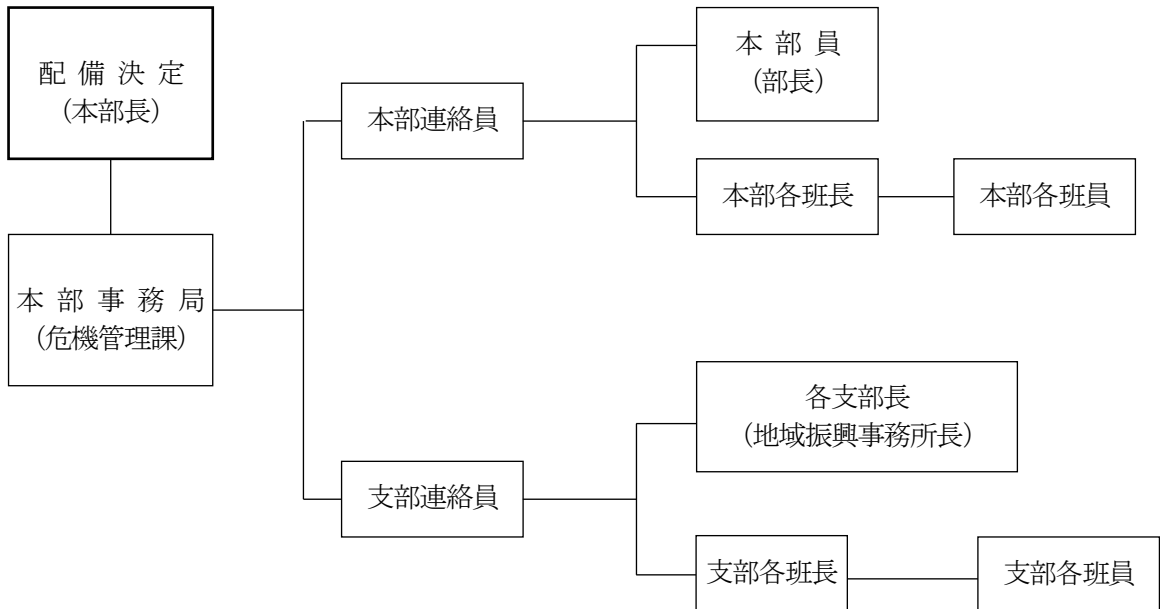 配備決定
(本部長)
本部事務局
(危機管理課)
本部連絡員
本部員
(部長)
本部各班長
本部各班員
支部連絡員
各支部長
(地域振興事務所長)
支部各班長
支部各班員